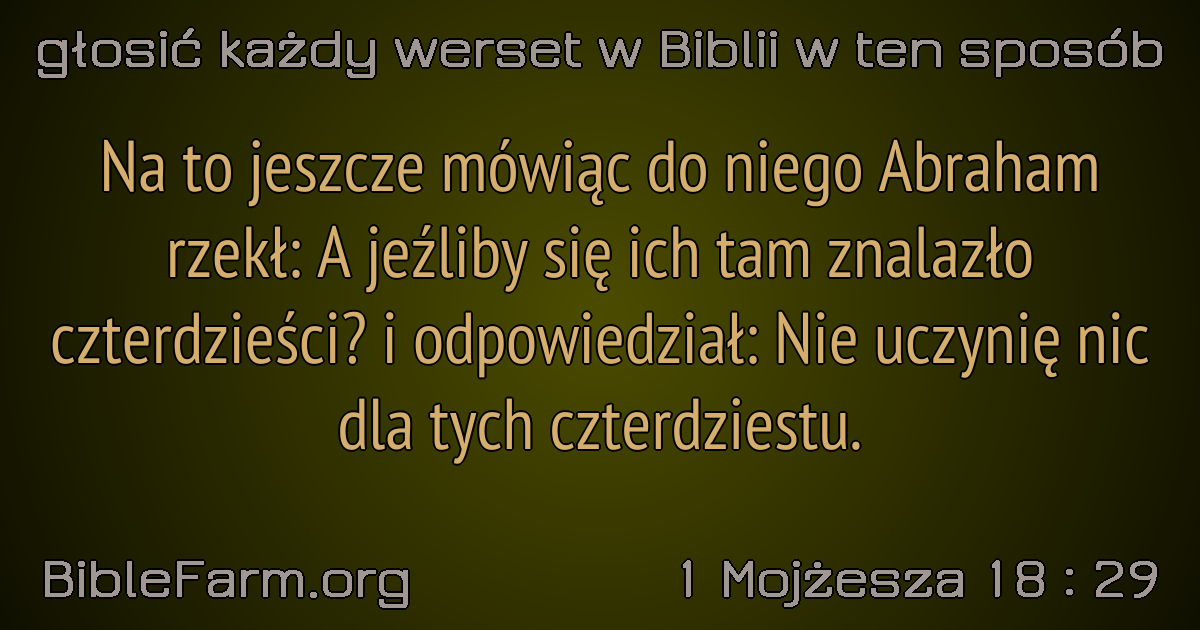 głosić każdy werset w Biblii w ten sposób
Na to jeszcze mówiąc do niego Abraham
rzekł: A jeźliby się ich tam znalazło
czterdzieści? i odpowiedział: Nie uczynię nic
dla tych czterdziestu.
BibleFarm.org
1 Mojżesza 18 : 29